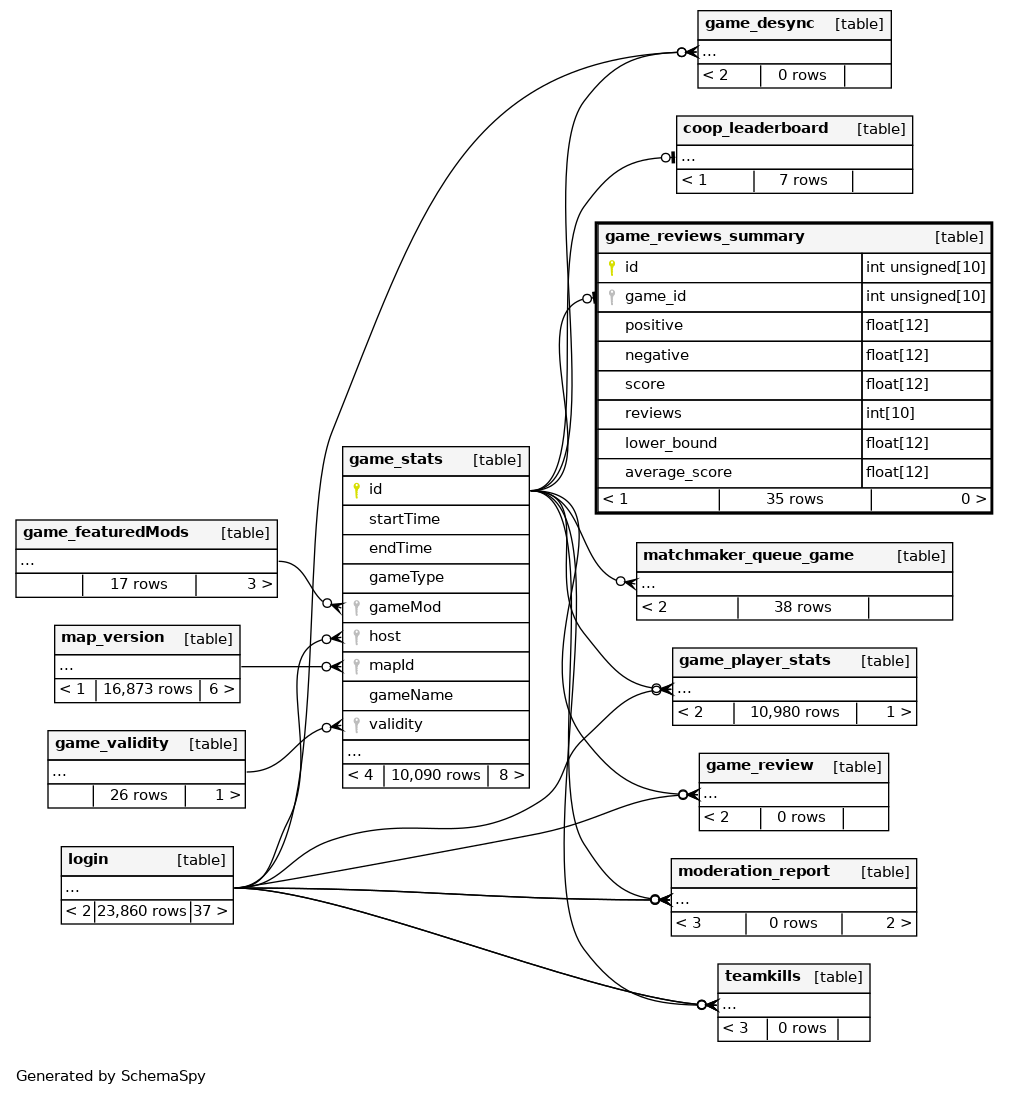 game_desync [table]
...
< 2 0 rows
coop_leaderboard [table]
...
< 1 7 rows
game_reviews_summary [table]
id int unsigned[10]
game_id int unsigned[10]
positive float[12]
negative float[12]
score float[12]
reviews int[10]
lower_bound float[12]
average_score float[12]
< 1 35 rows 0 >
game_stats [table]
id
startTime
endTime
gameType
gameMod
host
mapId
gameName
validity
...
< 4 10,090 rows 8 >
game_featuredMods [table]
...
17 rows 3 >
map_version [table]
...
< 1 16,873 rows 6 >
game_validity [table]
...
26 rows 1 >
login [table]
...
< 2 23,860 rows 37 >
matchmaker_queue_game [table]
...
< 2 38 rows
game_player_stats [table]
...
< 2 10,980 rows 1 >
game_review [table]
...
< 2 0 rows
moderation_report [table]
...
< 3 0 rows 2 >
teamkills [table]
...
< 3 0 rows
Generated by SchemaSpy